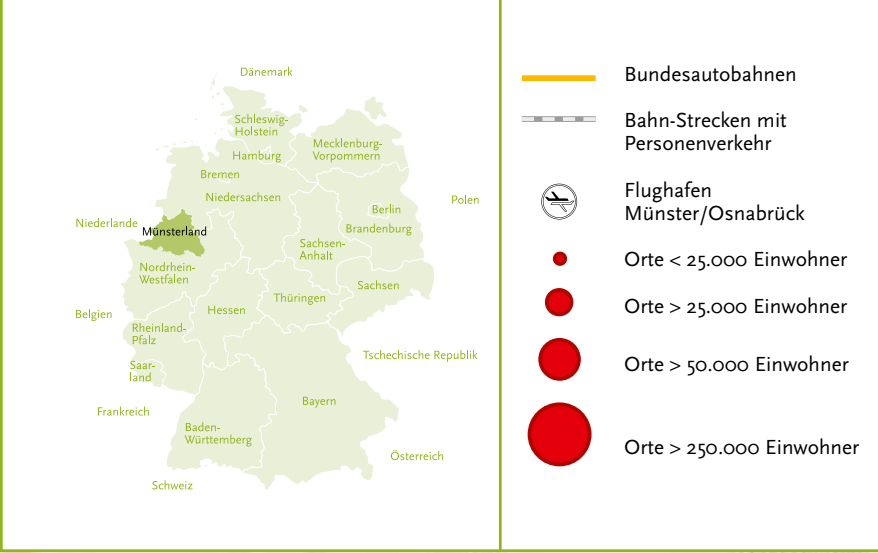 Dänemark
Schleswig-
Holstein
Mecklenburg-
Vorpommern
Hamburg
Bremen
Niedersachsen
Polen
Berlin
Niederlande
Münsterland
Brandenburg
Sachsen-
Anhalt
Nordrhein-
Westfalen
Sachsen
Thüringen
Hessen
Belgien
Rheinland-
Pfalz
Tschechische Republik
Saar-
land
Bayern
Frankreich
Baden-
Württemberg
Österreich
Schweiz
Bundesautobahnen
Bahn-Strecken mit
Personenverkehr
Flughafen
Münster/Osnabrück
Orte < 25.000 Einwohner
Orte > 25.000 Einwohner
Orte > 50.000 Einwohner
Orte > 250.000 Einwohner